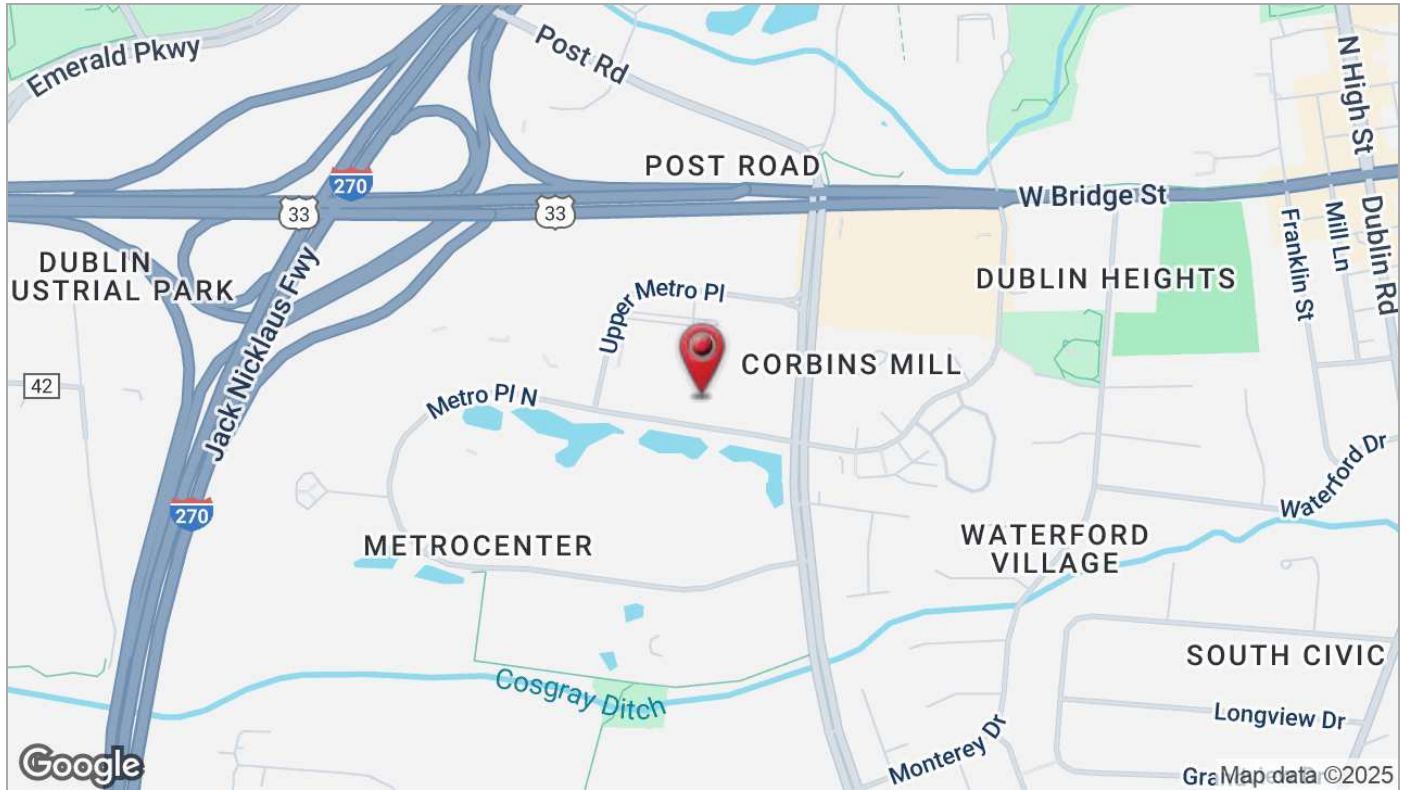 Emerald Pkwy
Post Rd
N High St
POST ROAD
270
W Bridge St
33
33
Franklin St
Mill Ln
Dublin Rd
DUBLIN
USTRIAL PARK
DUBLIN HEIGHTS
Upper Metro Pl
Jack Nicklaus Fwy
CORBINS MILL
42
Metro Pl N
Waterford Dr
270
METROCENTER
WATERFORD
VILLAGE
SOUTH CIVIC
Cosgray Ditch
Longview Dr
Monterey Dr
Google
Map data ©2025